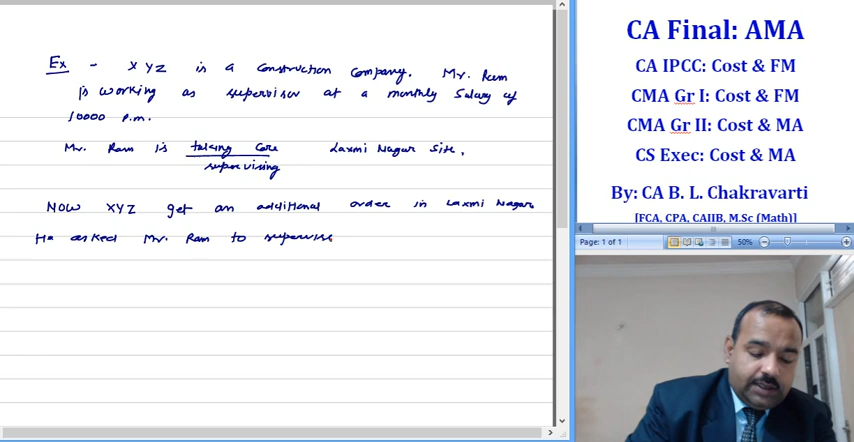 Ex - XYZ is a construction company. Mr. Ram
is working as supervisor at a monthly salary of
10000 P.m.
Mr. Ram is taking care Laxmi Nagar site.
supervising
Now XYZ get an additional order in Laxmi Nagar
He asked Mr. Ram to supervise
CA Final: AMA
CA IPCC: Cost & FM
CMA Gr I: Cost & FM
CMA Gr II: Cost & MA
CS Exec: Cost & MA
By: CA B. L. Chakravarti
[FCA, CPA, CAIIB, M.Sc (Math)]
Page: 1 of 1 50%